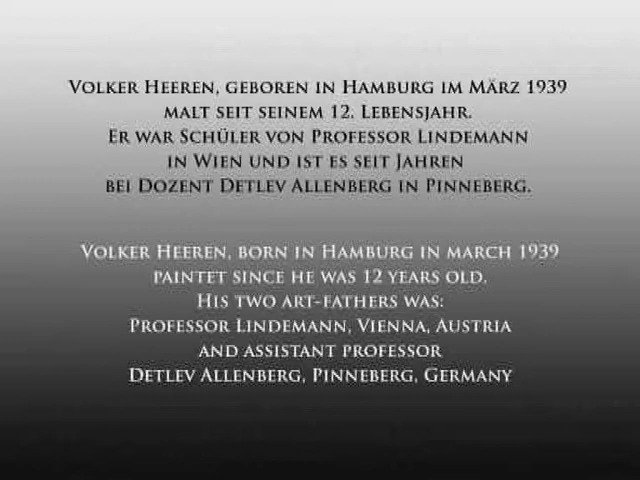 Volker Heeren, geboren in Hamburg im März 1939
malt seit seinem 12. Lebensjahr.
Er war Schüler von Professor Lindemann
in Wien und ist es seit Jahren
bei Dozent Detlev Allenberg in Pinneberg.
Volker Heeren, born in Hamburg in march 1939
paintet since he was 12 years old.
His two art-fathers was:
Professor Lindemann, Vienna, Austria
and assistant professor
Detlev Allenberg, Pinneberg, Germany